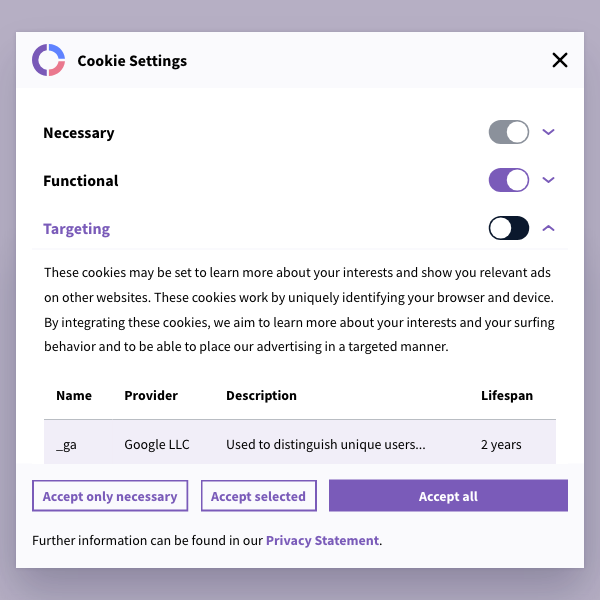 Cookie Settings
Necessary
Functional
Targeting
These cookies may be set to learn more about your interests and show you relevant ads
on other websites. These cookies work by uniquely identifying your browser and device.
By integrating these cookies, we aim to learn more about your interests and your surfing
behavior and to be able to place our advertising in a targeted manner.
Name Provider Description Lifespan
_ga Google LLC Used to distinguish unique users... 2 years
Accept only necessary Accept selected Accept all
Further information can be found in our Privacy Statement.